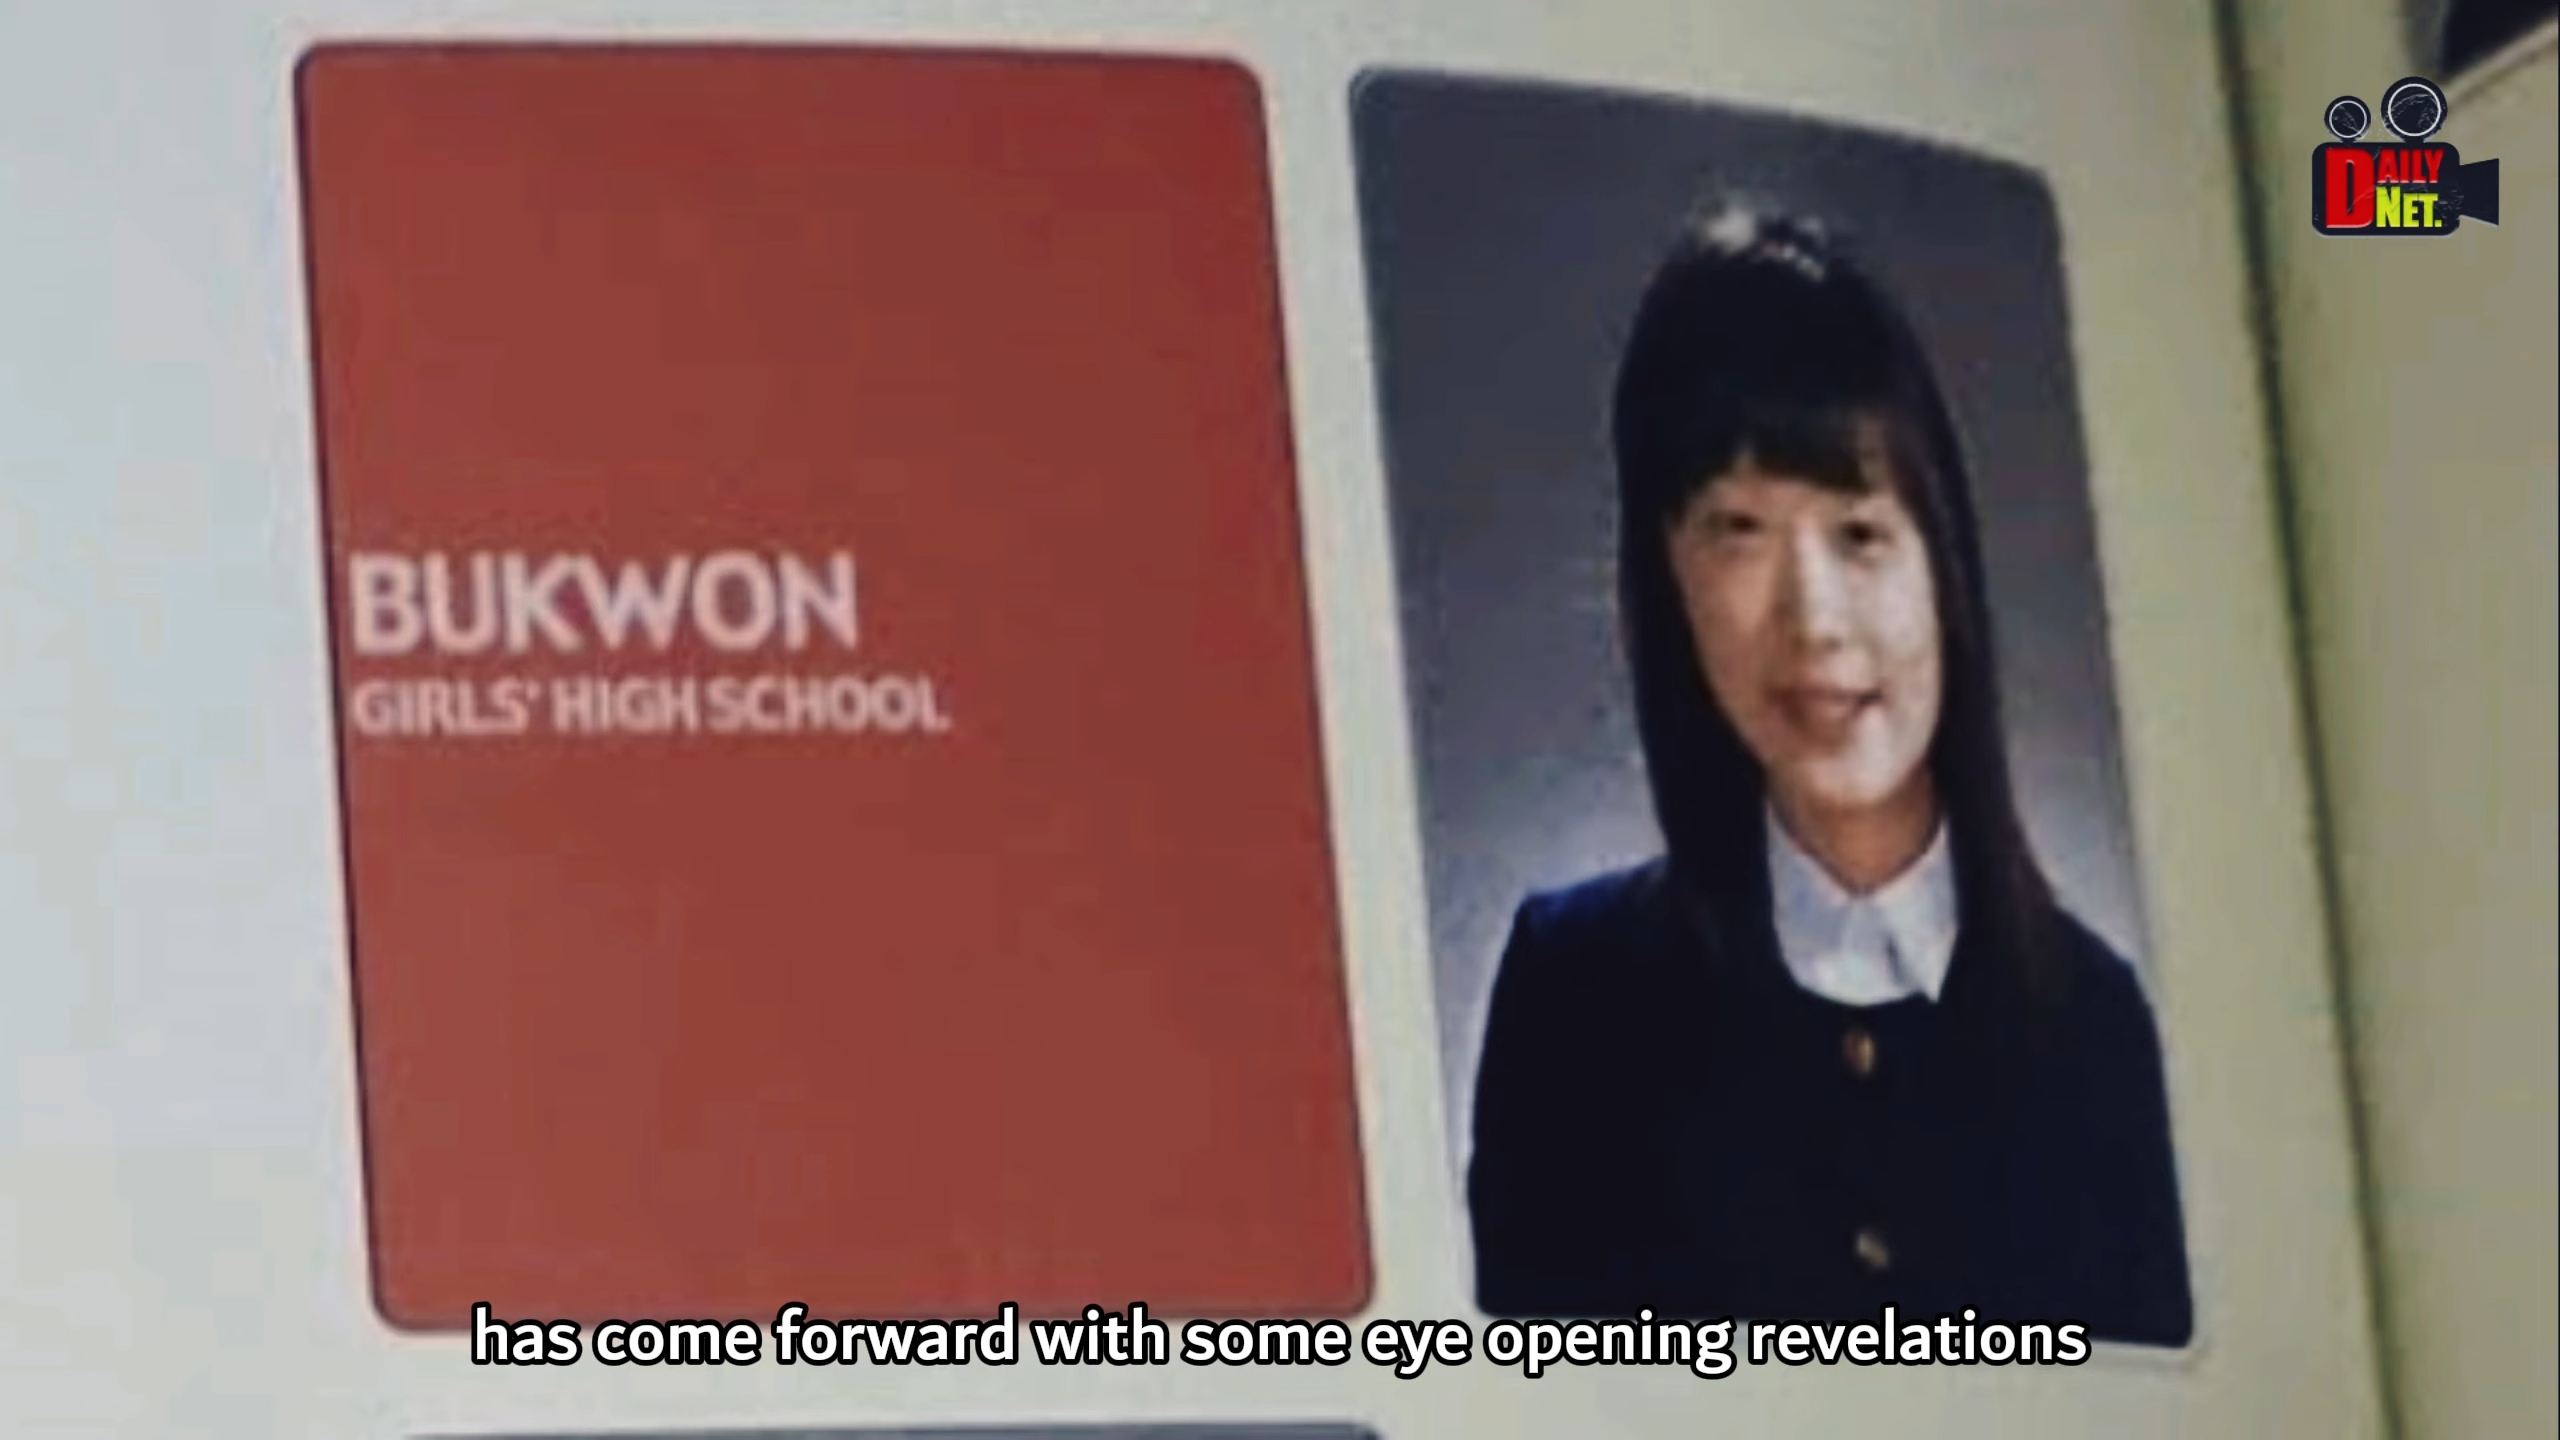 DAILY
NET.
BUKWON
GIRLS' HIGH SCHOOL
has come forward with some eye opening revelations